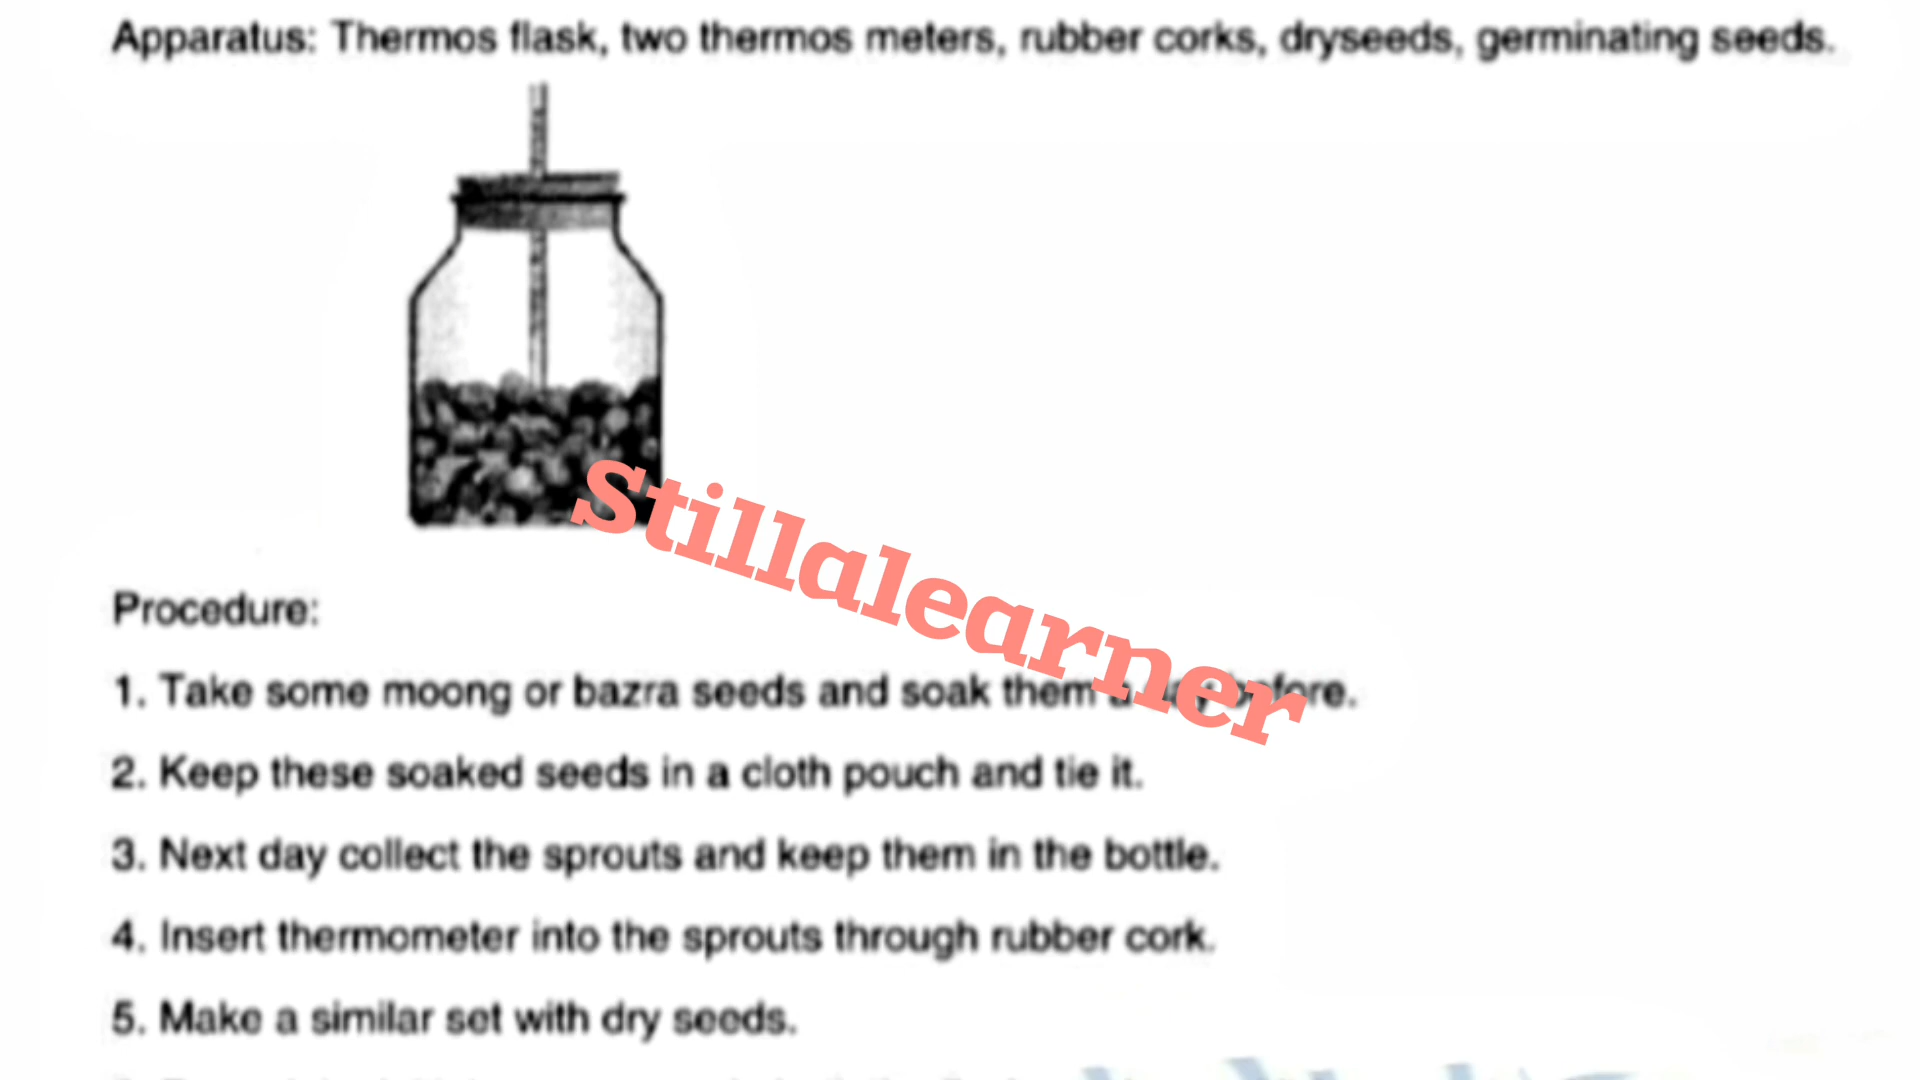 Apparatus: Thermos flask, two thermos meters, rubber corks, dryseeds, germinating seeds.
Stillalearner
Procedure:
1. Take some moong or bazra seeds and soak them a day before.
2. Keep these soaked seeds in a cloth pouch and tie it.
3. Next day collect the sprouts and keep them in the bottle.
4. Insert thermometer into the sprouts through rubber cork.
5. Make a similar set with dry seeds.